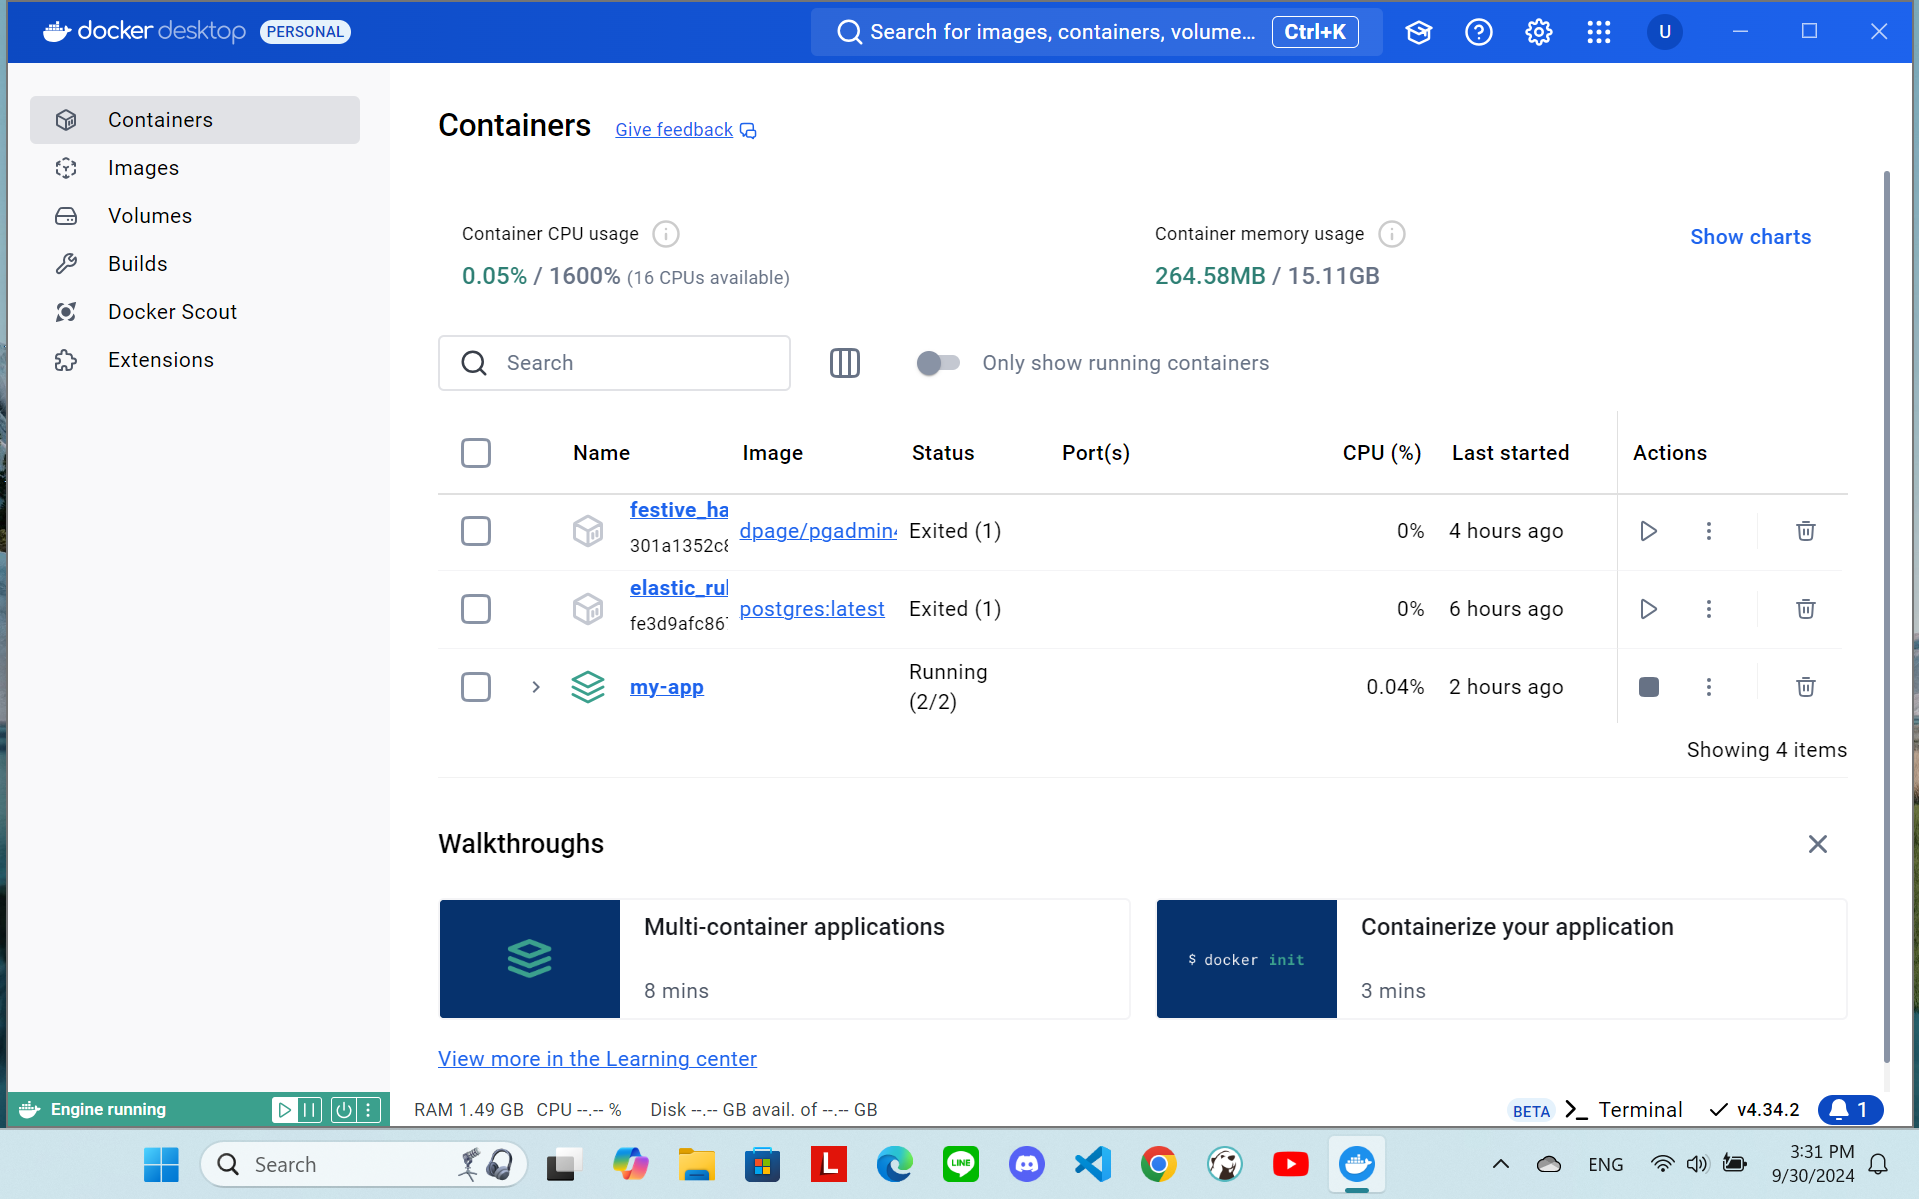 docker desktop PERSONAL
Search for images, containers, volume... Ctrl+K
U
Containers
Images
Volumes
Builds
Docker Scout
Extensions
Containers Give feedback
Container CPU usage
0.05% / 1600% (16 CPUs available)
Container memory usage
264.58MB / 15.11GB
Show charts
Search
Only show running containers
Name Image Status Port(s) CPU (%) Last started Actions
festive_ha
301a1352c8
dpage/pgadmin4 Exited (1) 0% 4 hours ago
elastic_rul
fe3d9afc867
postgres:latest Exited (1) 0% 6 hours ago
my-app
Running
(2/2)
0.04% 2 hours ago
Showing 4 items
Walkthroughs
Multi-container applications
8 mins
$ docker init
Containerize your application
3 mins
View more in the Learning center
Engine running
RAM 1.49 GB CPU --.-- % Disk --.-- GB avail. of --.-- GB
BETA >_ Terminal v4.34.2 1
Search
L
LINE
ENG
3:31 PM
9/30/2024